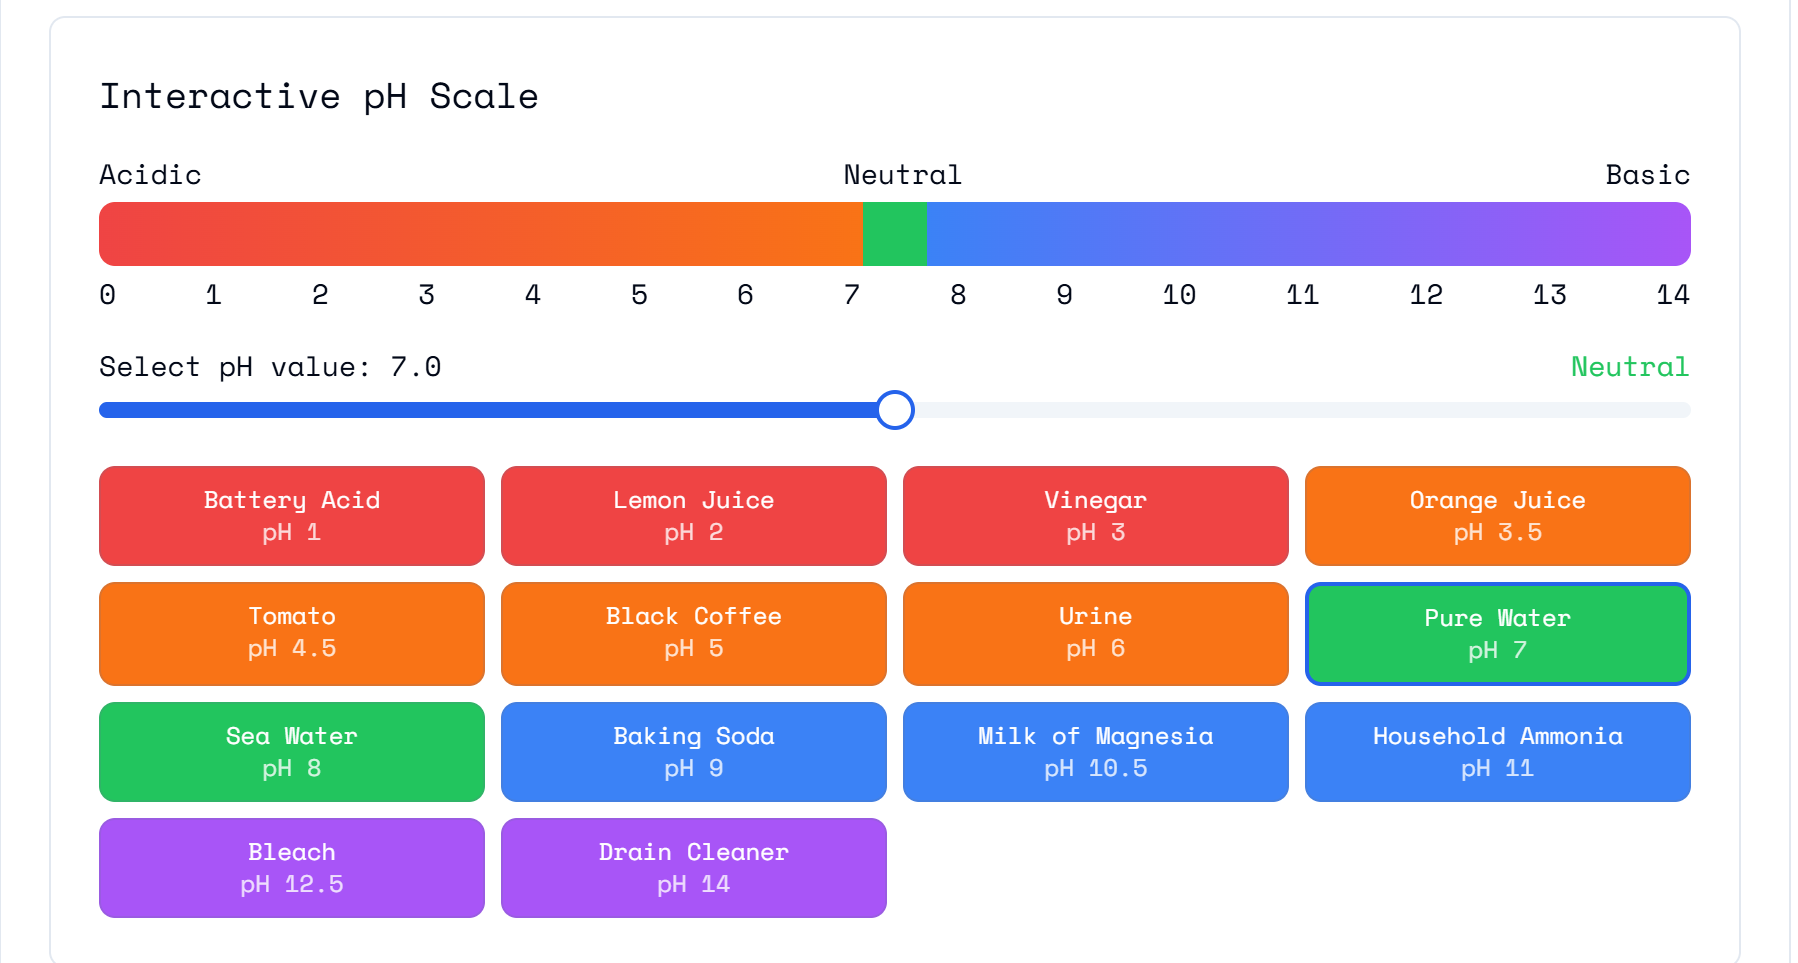 Interactive pH Scale
Acidic Neutral Basic
0 1 2 3 4 5 6 7 8 9 10 11 12 13 14
Select pH value: 7.0 Neutral
Battery Acid
pH 1
Lemon Juice
pH 2
Vinegar
pH 3
Orange Juice
pH 3.5
Tomato
pH 4.5
Black Coffee
pH 5
Urine
pH 6
Pure Water
pH 7
Sea Water
pH 8
Baking Soda
pH 9
Milk of Magnesia
pH 10.5
Household Ammonia
pH 11
Bleach
pH 12.5
Drain Cleaner
pH 14